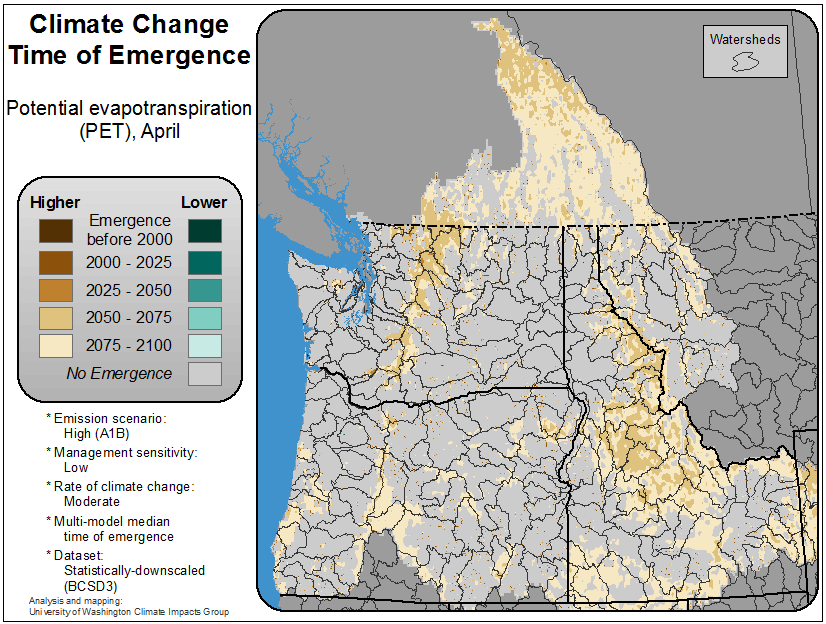 Climate Change
Time of Emergence
Potential evapotranspiration
(PET), April
Watersheds
Higher
Lower
Emergence
before 2000
2000 - 2025
2025 - 2050
2050 - 2075
2075 - 2100
No Emergence
* Emission scenario:
High (A1B)
* Management sensitivity:
Low
* Rate of climate change:
Moderate
* Multi-model median
time of emergence
* Dataset:
Statistically-downscaled
(BCSD3)
Analysis and mapping:
University of Washington Climate Impacts Group